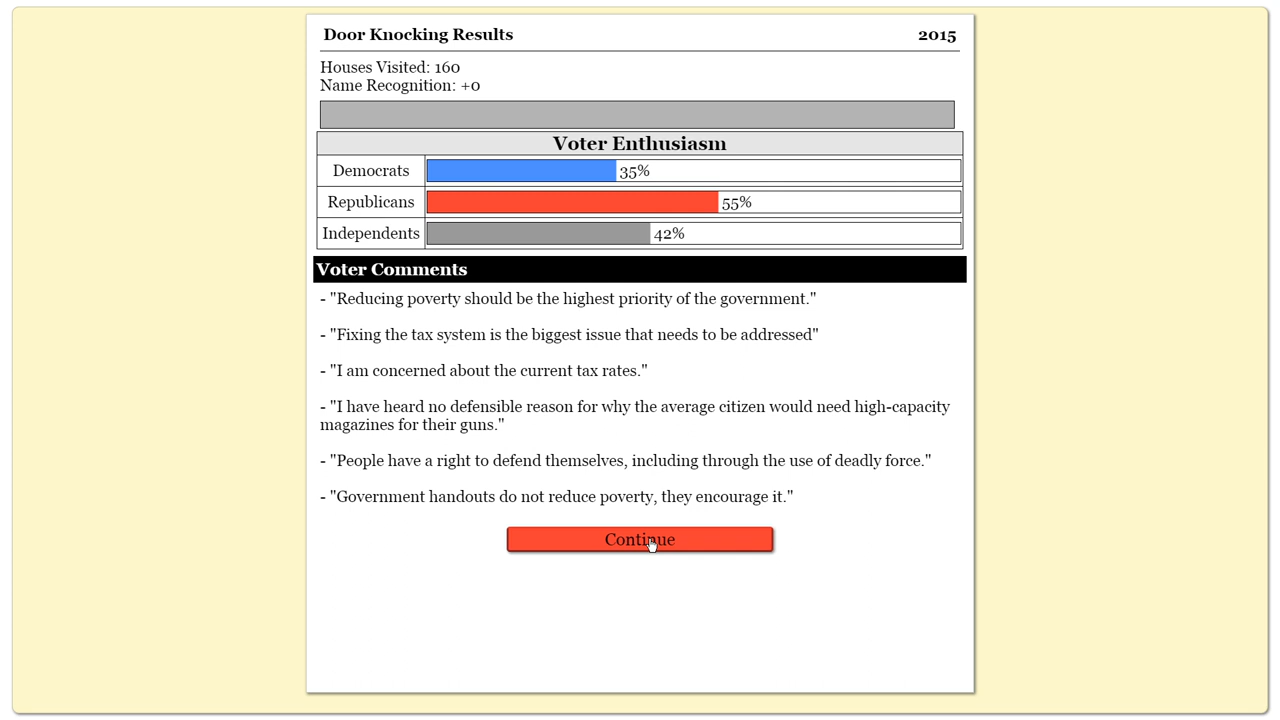 Door Knocking Results 2015
Houses Visited: 160
Name Recognition: +0
Voter Enthusiasm
Democrats 35%
Republicans 55%
Independents 42%
Voter Comments
- "Reducing poverty should be the highest priority of the government."
- "Fixing the tax system is the biggest issue that needs to be addressed"
- "I am concerned about the current tax rates."
- "I have heard no defensible reason for why the average citizen would need high-capacity
magazines for their guns."
- "People have a right to defend themselves, including through the use of deadly force."
- "Government handouts do not reduce poverty, they encourage it."
Continue